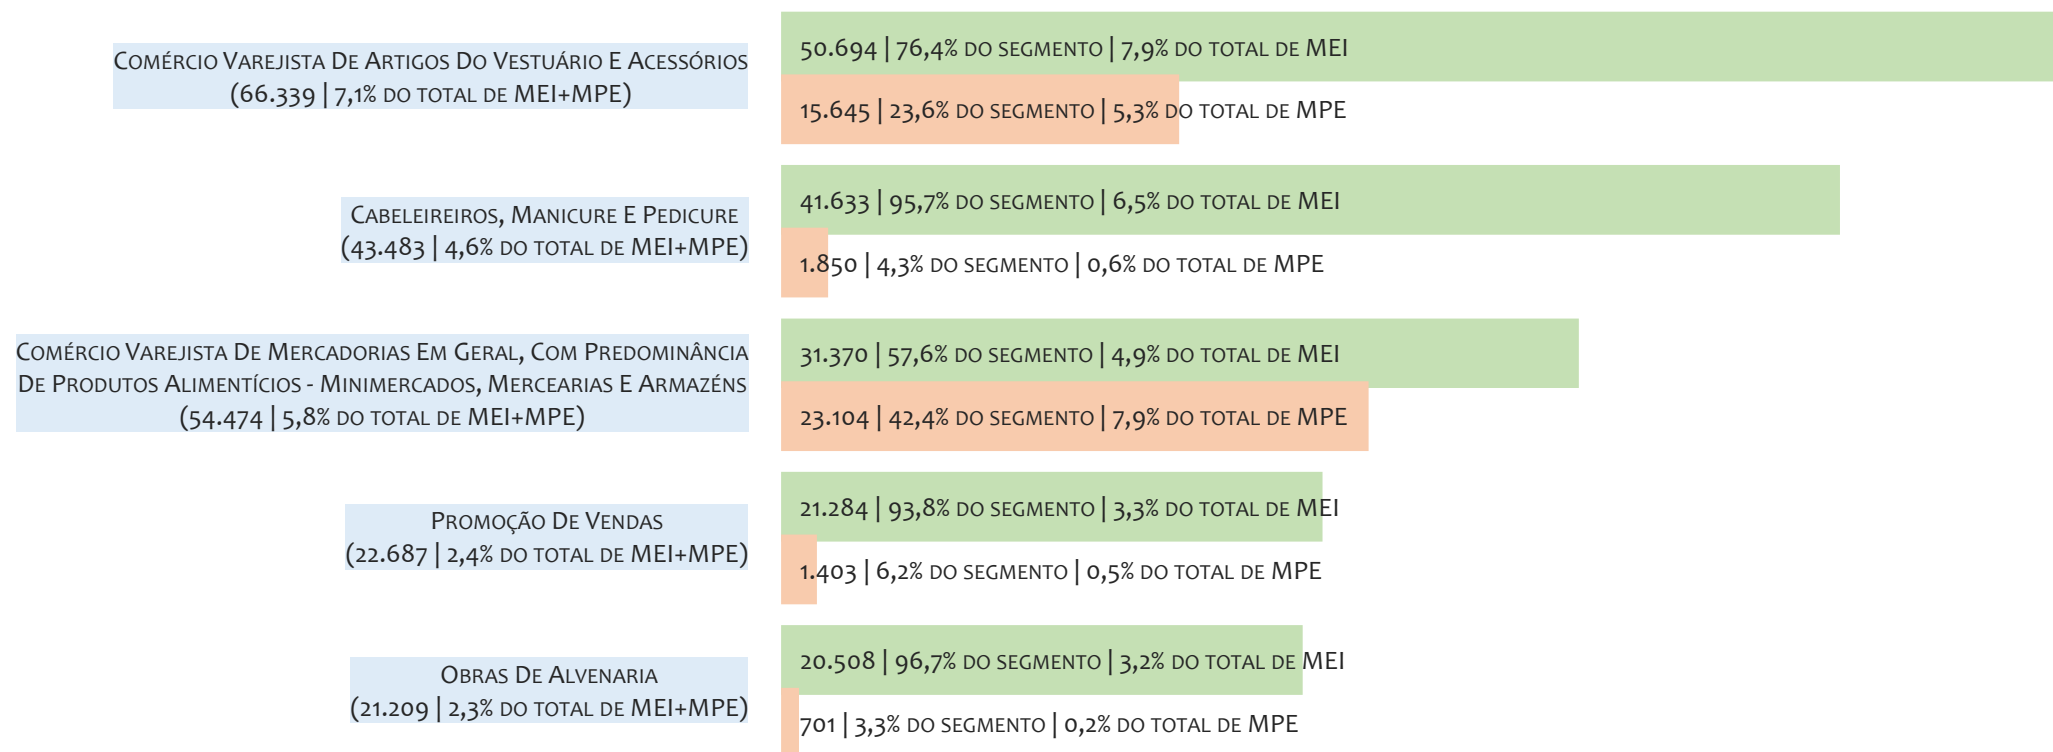 Comércio Varejista De Artigos Do Vestuário E Acessórios
(66.339 | 7,1% do total de MEI+MPE)
50.694 | 76,4% do segmento | 7,9% do total de MEI
15.645 | 23,6% do segmento | 5,3% do total de MPE
Cabeleireiros, Manicure E Pedicure
(43.483 | 4,6% do total de MEI+MPE)
41.633 | 95,7% do segmento | 6,5% do total de MEI
1.850 | 4,3% do segmento | 0,6% do total de MPE
Comércio Varejista De Mercadorias Em Geral, Com Predominância
De Produtos Alimentícios - Minimercados, Mercearias E Armazéns
(54.474 | 5,8% do total de MEI+MPE)
31.370 | 57,6% do segmento | 4,9% do total de MEI
23.104 | 42,4% do segmento | 7,9% do total de MPE
Promoção De Vendas
(22.687 | 2,4% do total de MEI+MPE)
21.284 | 93,8% do segmento | 3,3% do total de MEI
1.403 | 6,2% do segmento | 0,5% do total de MPE
Obras De Alvenaria
(21.209 | 2,3% do total de MEI+MPE)
20.508 | 96,7% do segmento | 3,2% do total de MEI
701 | 3,3% do segmento | 0,2% do total de MPE